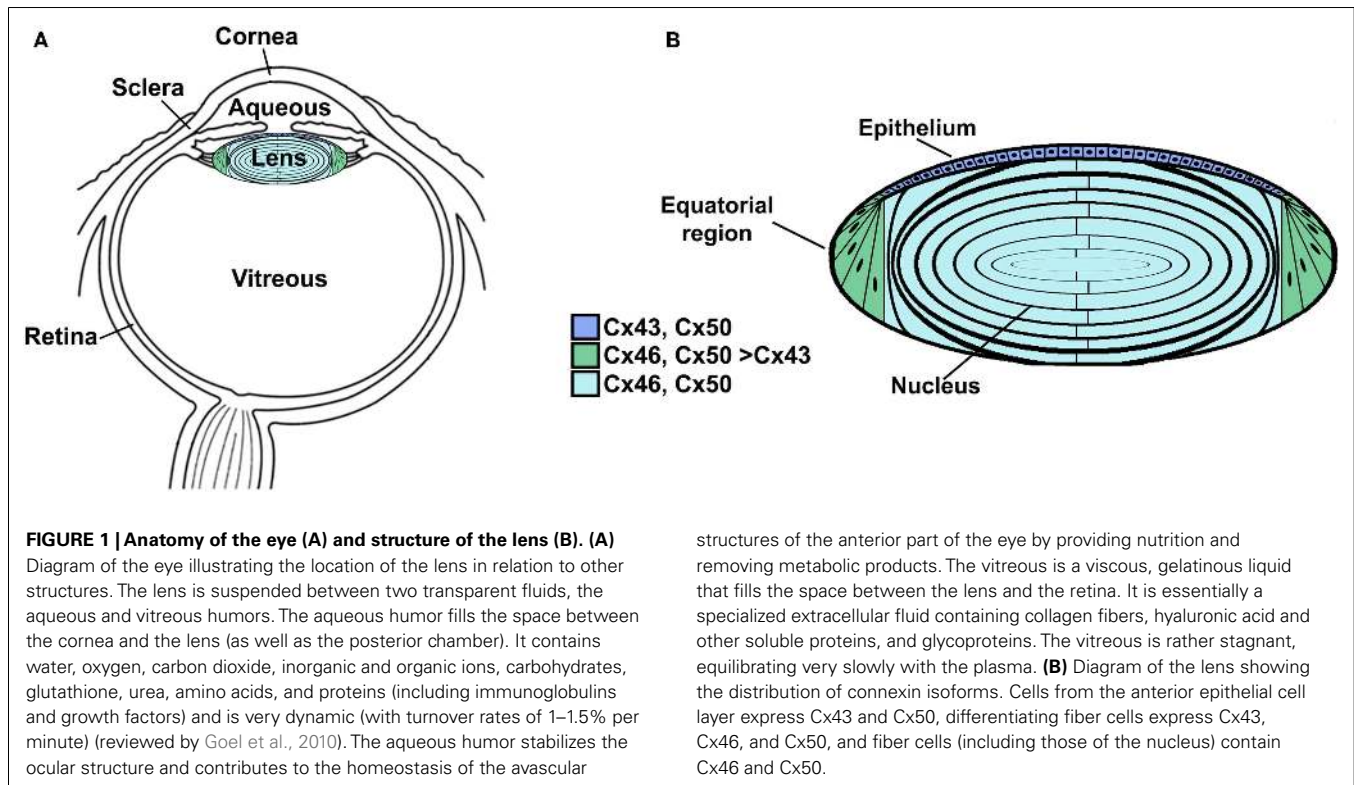 A
Cornea
Sclera
Aqueous
Lens
Vitreous
Retina
B
Epithelium
Equatorial
region
Nucleus
Cx43, Cx50
Cx46, Cx50 >Cx43
Cx46, Cx50
FIGURE 1 | Anatomy of the eye (A) and structure of the lens (B). (A)
Diagram of the eye illustrating the location of the lens in relation to other
structures. The lens is suspended between two transparent fluids, the
aqueous and vitreous humors. The aqueous humor fills the space between
the cornea and the lens (as well as the posterior chamber). It contains
water, oxygen, carbon dioxide, inorganic and organic ions, carbohydrates,
glutathione, urea, amino acids, and proteins (including immunoglobulins
and growth factors) and is very dynamic (with turnover rates of 1–1.5% per
minute) (reviewed by Goel et al., 2010). The aqueous humor stabilizes the
ocular structure and contributes to the homeostasis of the avascular
structures of the anterior part of the eye by providing nutrition and
removing metabolic products. The vitreous is a viscous, gelatinous liquid
that fills the space between the lens and the retina. It is essentially a
specialized extracellular fluid containing collagen fibers, hyaluronic acid and
other soluble proteins, and glycoproteins. The vitreous is rather stagnant,
equilibrating very slowly with the plasma. (B) Diagram of the lens showing
the distribution of connexin isoforms. Cells from the anterior epithelial cell
layer express Cx43 and Cx50, differentiating fiber cells express Cx43,
Cx46, and Cx50, and fiber cells (including those of the nucleus) contain
Cx46 and Cx50.